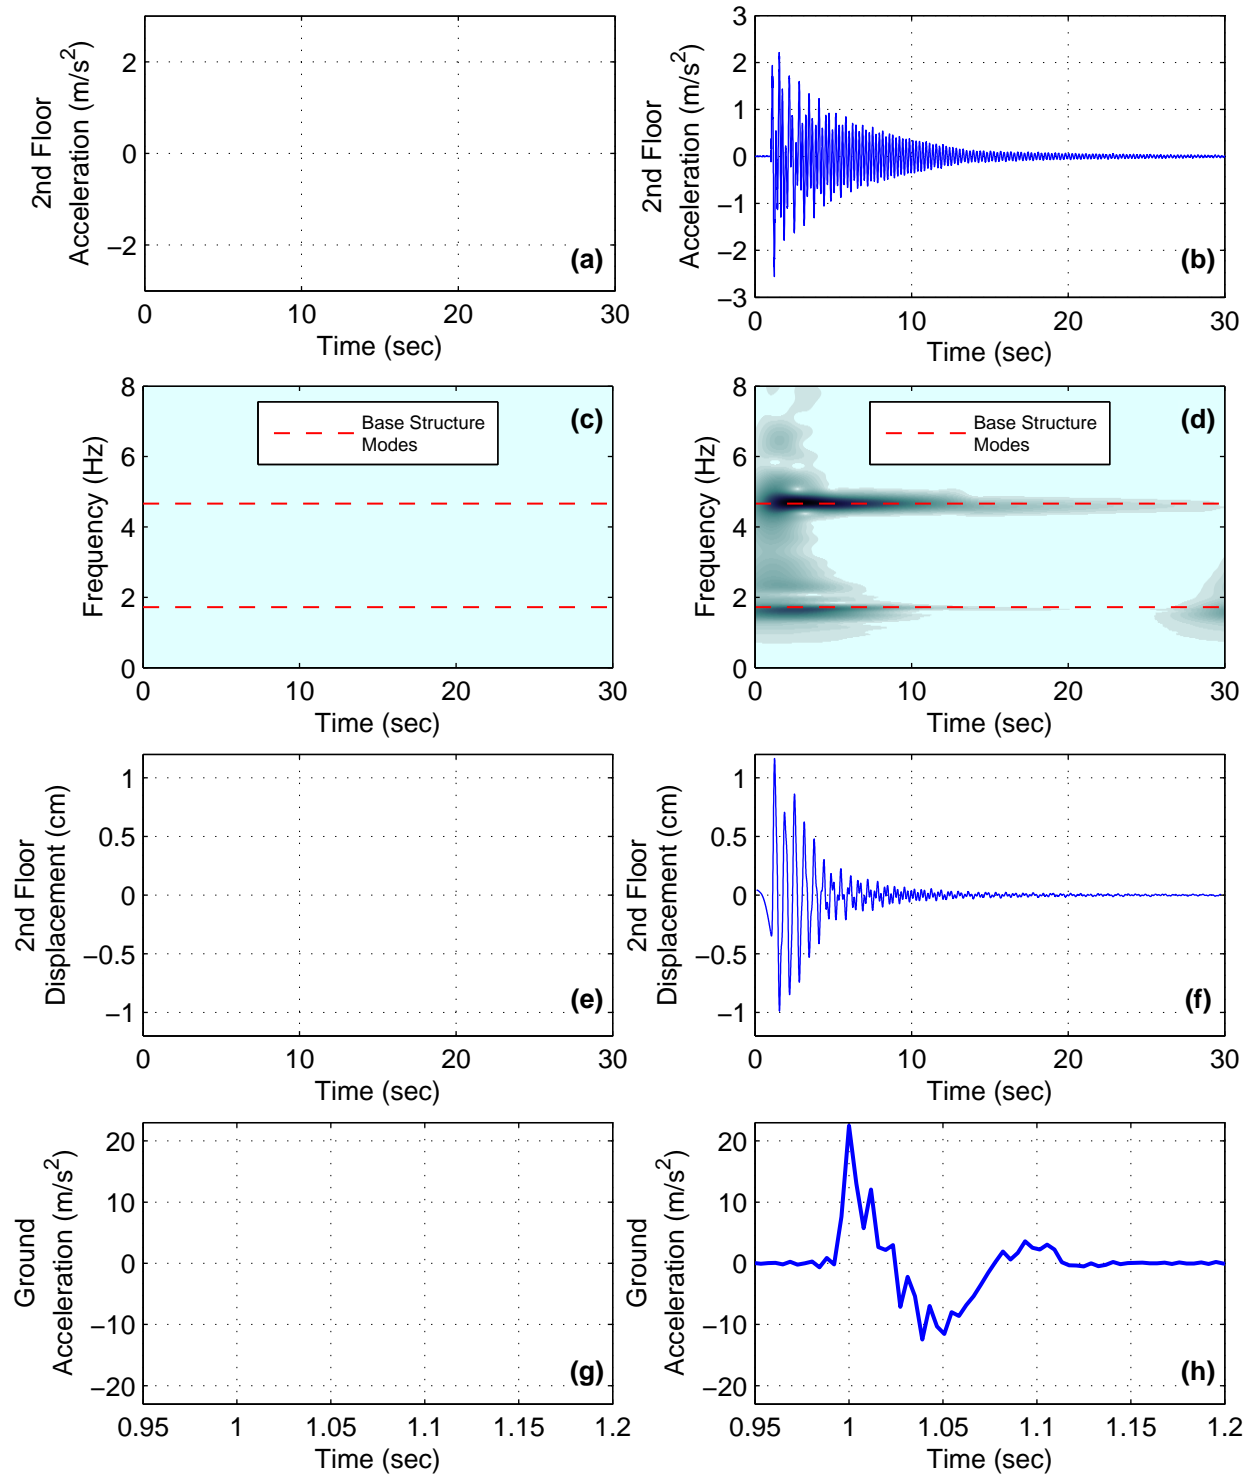 2nd Floor
Acceleration (m/s²)
2
0
−2
(a)
0
10
20
30
Time (sec)
2nd Floor
Acceleration (m/s²)
3
2
1
0
−1
−2
−3
(b)
0
10
20
30
Time (sec)
Frequency (Hz)
8
6
4
2
0
Base Structure
Modes
(c)
0
10
20
30
Time (sec)
Frequency (Hz)
8
6
4
2
0
Base Structure
Modes
(d)
0
10
20
30
Time (sec)
2nd Floor
Displacement (cm)
1
0.5
0
−0.5
−1
(e)
0
10
20
30
Time (sec)
2nd Floor
Displacement (cm)
1
0.5
0
−0.5
−1
(f)
0
10
20
30
Time (sec)
Ground
Acceleration (m/s²)
20
10
0
−10
−20
(g)
0.95
1
1.05
1.1
1.15
1.2
Time (sec)
Ground
Acceleration (m/s²)
20
10
0
−10
−20
(h)
0.95
1
1.05
1.1
1.15
1.2
Time (sec)